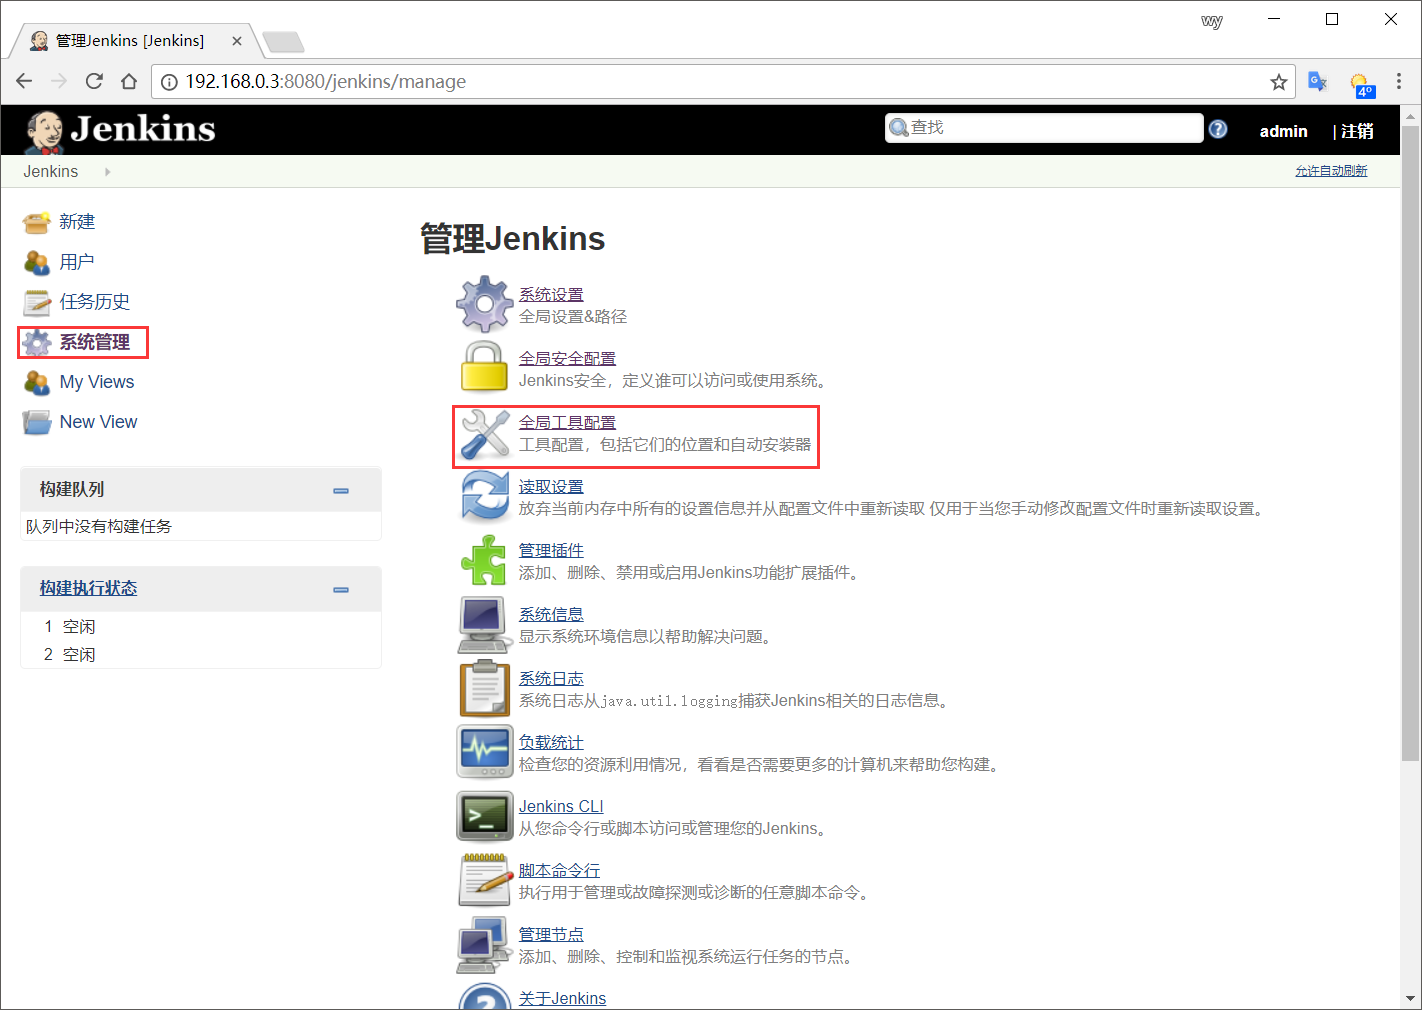 wy
管理Jenkins [Jenkins]
192.168.0.3:8080/jenkins/manage
4°
Jenkins
查找
admin
| 注销
Jenkins
允许自动刷新
新建
用户
任务历史
系统管理
My Views
New View
构建队列
队列中没有构建任务
构建执行状态
1 空闲
2 空闲
管理Jenkins
系统设置
全局设置&路径
全局安全配置
Jenkins安全，定义谁可以访问或使用系统。
全局工具配置
工具配置，包括它们的位置和自动安装器
读取设置
放弃当前内存中所有的设置信息并从配置文件中重新读取 仅用于当您手动修改配置文件时重新读取设置。
管理插件
添加、删除、禁用或启用Jenkins功能扩展插件。
系统信息
显示系统环境信息以帮助解决问题。
系统日志
系统日志从java.util.logging捕获Jenkins相关的日志信息。
负载统计
检查您的资源利用情况，看看是否需要更多的计算机来帮助您构建。
Jenkins CLI
从您命令行或脚本访问或管理您的Jenkins。
脚本命令行
执行用于管理或故障探测或诊断的任意脚本命令。
管理节点
添加、删除、控制和监视系统运行任务的节点。
关于Jenkins